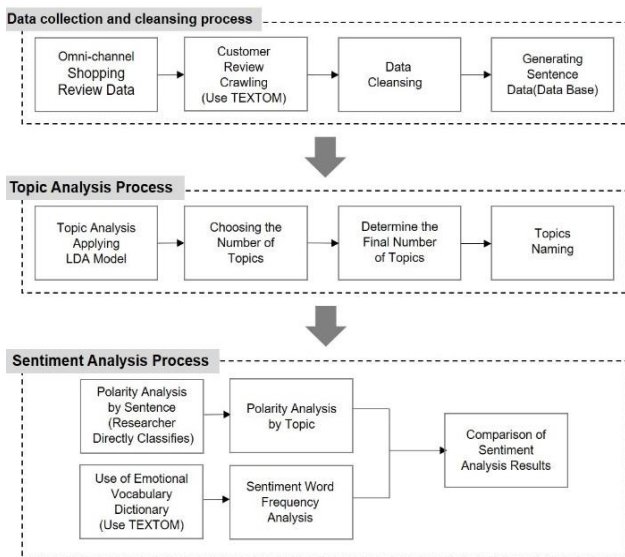 Data collection and cleansing process
Omni-channel
Shopping
Review Data
Customer
Review
Crawling
(Use TEXTOM)
Data
Cleansing
Generating
Sentence
Data(Data Base)
Topic Analysis Process
Topic Analysis
Applying
LDA Model
Choosing the
Number of
Topics
Determine the
Final Number
of Topics
Topics
Naming
Sentiment Analysis Process
Polarity Analysis
by Sentence
(Researcher
Directly Classifies)
Polarity Analysis
by Topic
Use of Emotional
Vocabulary
Dictionary
(Use TEXTOM)
Sentiment Word
Frequency
Analysis
Comparison of
Sentiment
Analysis Results